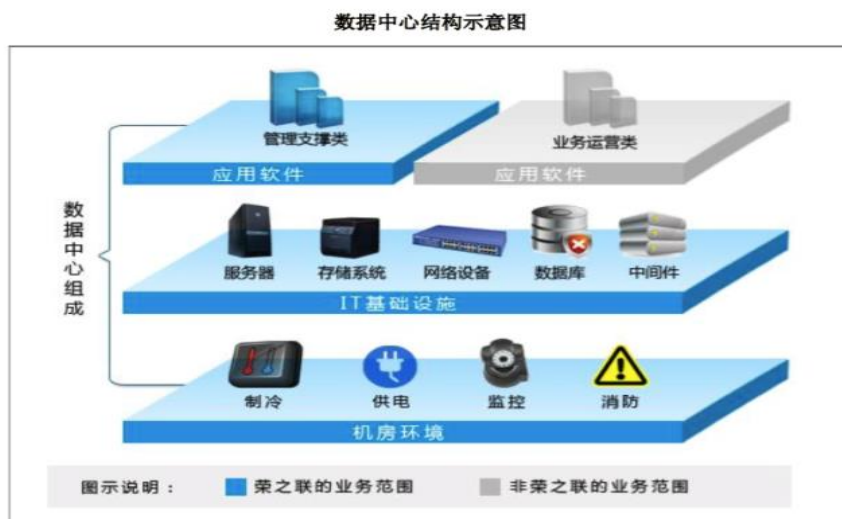 数据中心结构示意图
管理支撑类
业务运营类
应用软件
应用软件
数据中心组成
服务器
存储系统
网络设备
数据库
中间件
IT基础设施
制冷
供电
监控
消防
机房环境
图示说明：
荣之联的业务范围
非荣之联的业务范围